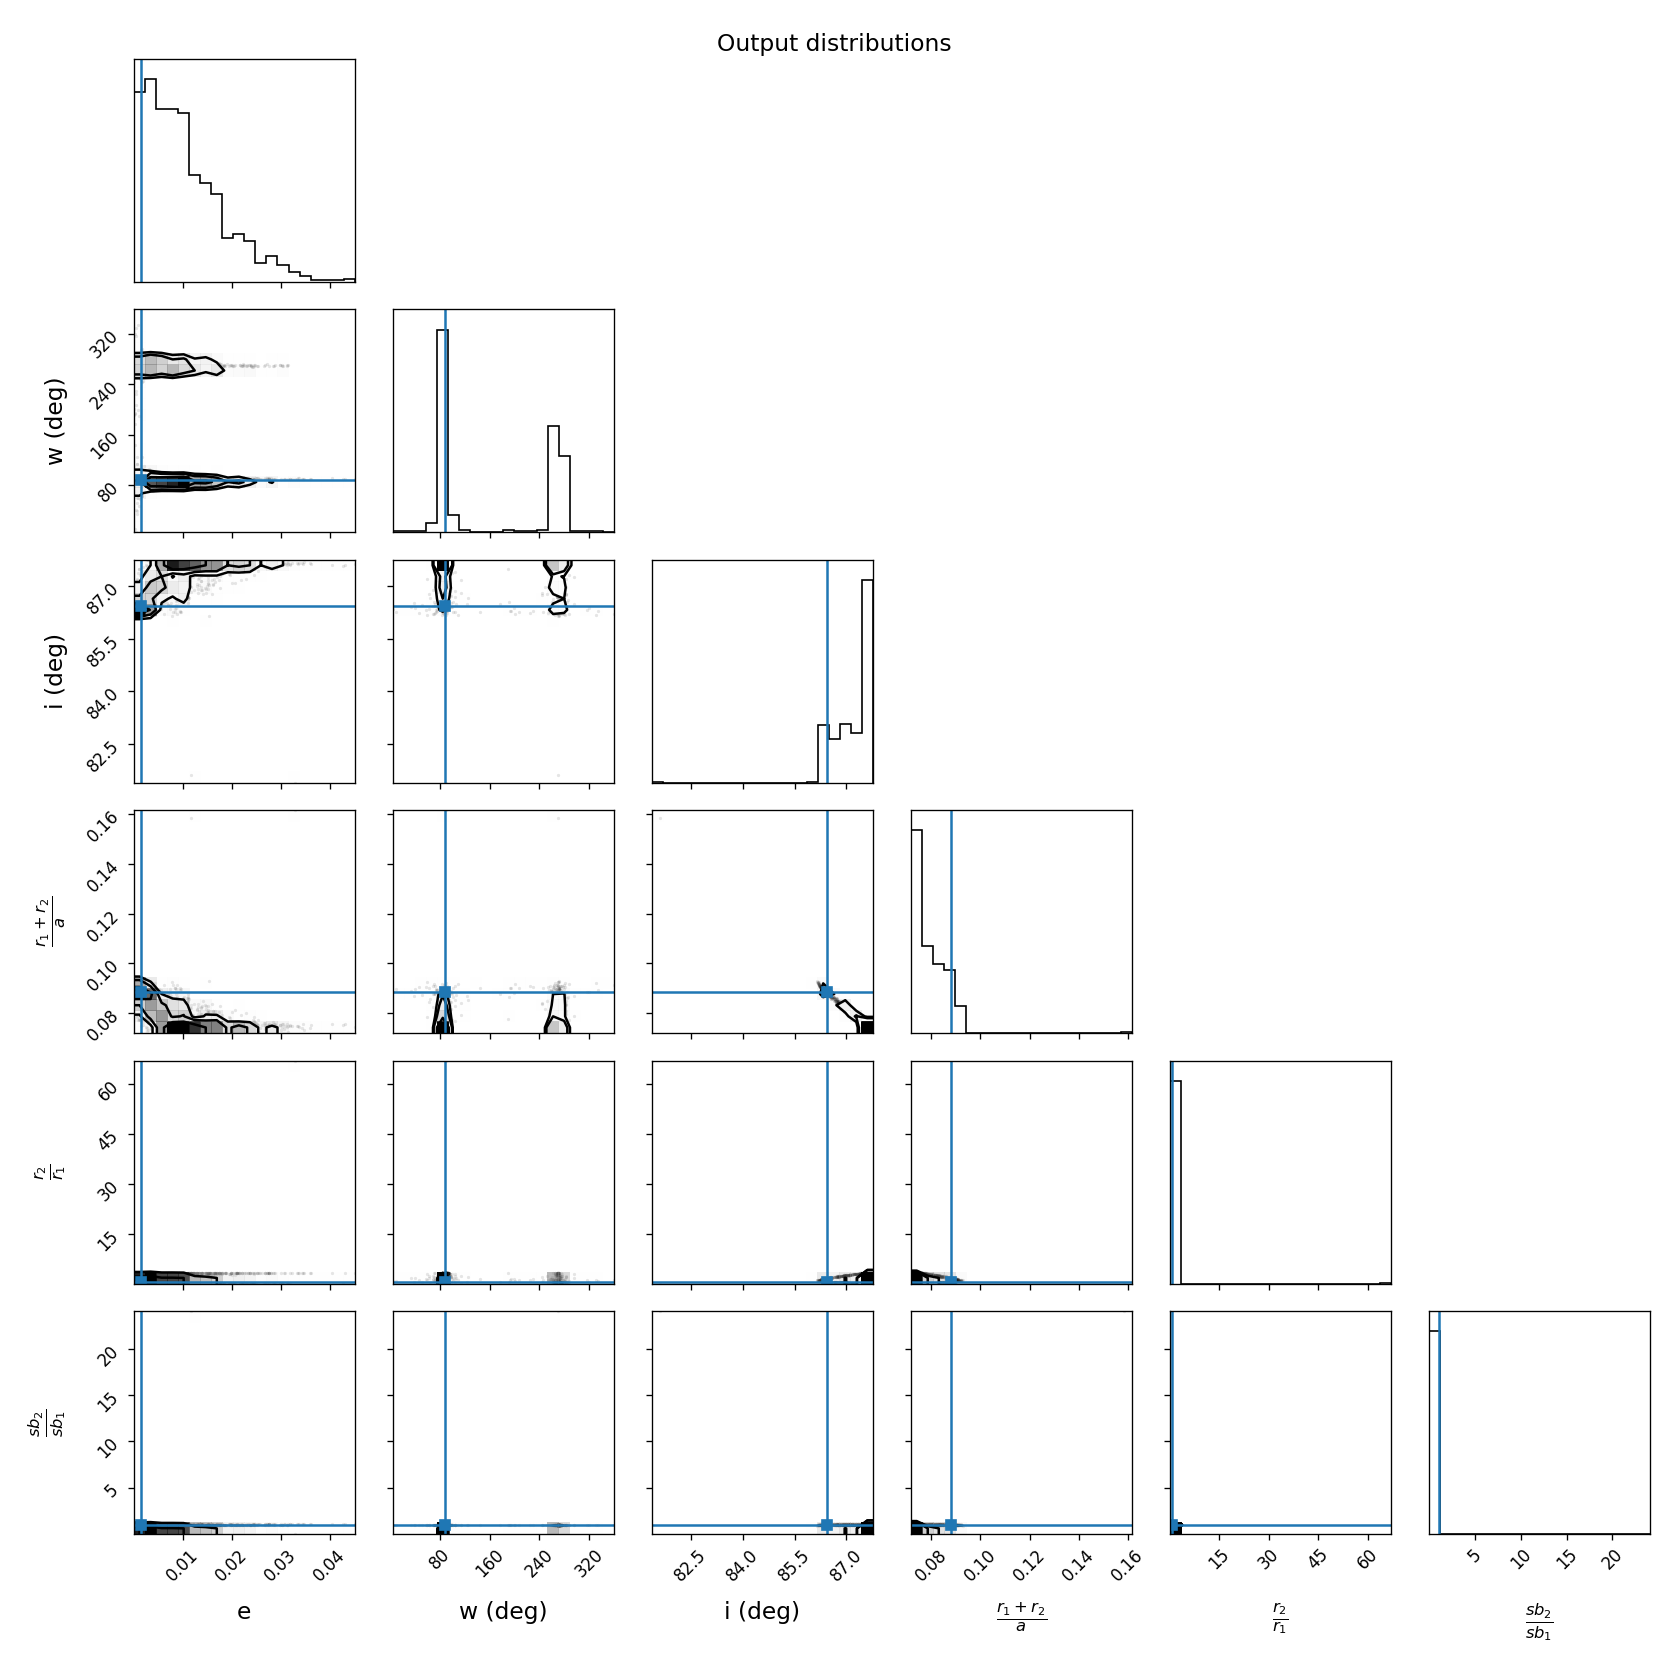 Output distributions
320
240
160
80
w (deg)
87.0
85.5
84.0
82.5
i (deg)
0.16
0.14
0.12
0.10
0.08
r₁ + r₂
a
60
45
30
15
r₂
r₁
20
15
10
5
sb₂
sb₁
0.01 0.02 0.03 0.04
80 160 240 320
82.5 84.0 85.5 87.0
0.08 0.10 0.12 0.14 0.16
15 30 45 60
5 10 15 20
e
w (deg)
i (deg)
r₁ + r₂
a
r₂
r₁
sb₂
sb₁